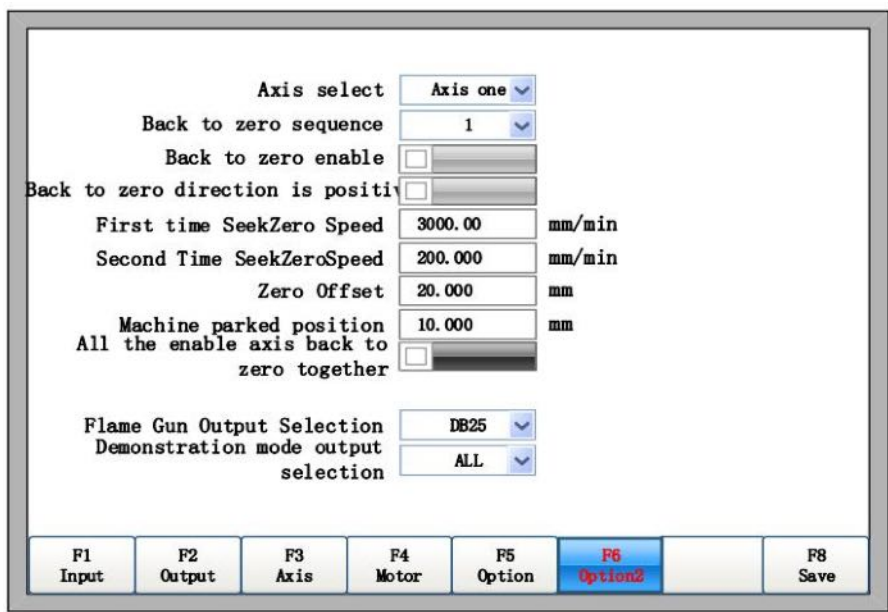 Axis select Axis one
Back to zero sequence 1
Back to zero enable
Back to zero direction is positiv
First time SeekZero Speed 3000.00 mm/min
Second Time SeekZeroSpeed 200.000 mm/min
Zero Offset 20.000 mm
Machine parked position 10.000 mm
All the enable axis back to
zero together
Flame Gun Output Selection DB25
Demonstration mode output
selection ALL
F1 F2 F3 F4 F5 F6 F8
Input Output Axis Motor Option Option2 Save